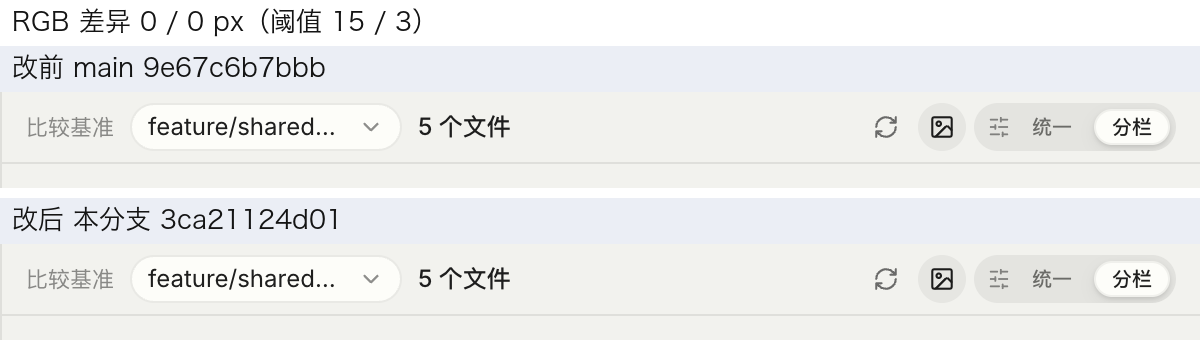 RGB 差异 0 / 0 px（阈值 15 / 3）
改前 main 9e67c6b7bbb
比较基准 feature/shared... 5 个文件 统一 分栏
改后 本分支 3ca21124d01
比较基准 feature/shared... 5 个文件 统一 分栏